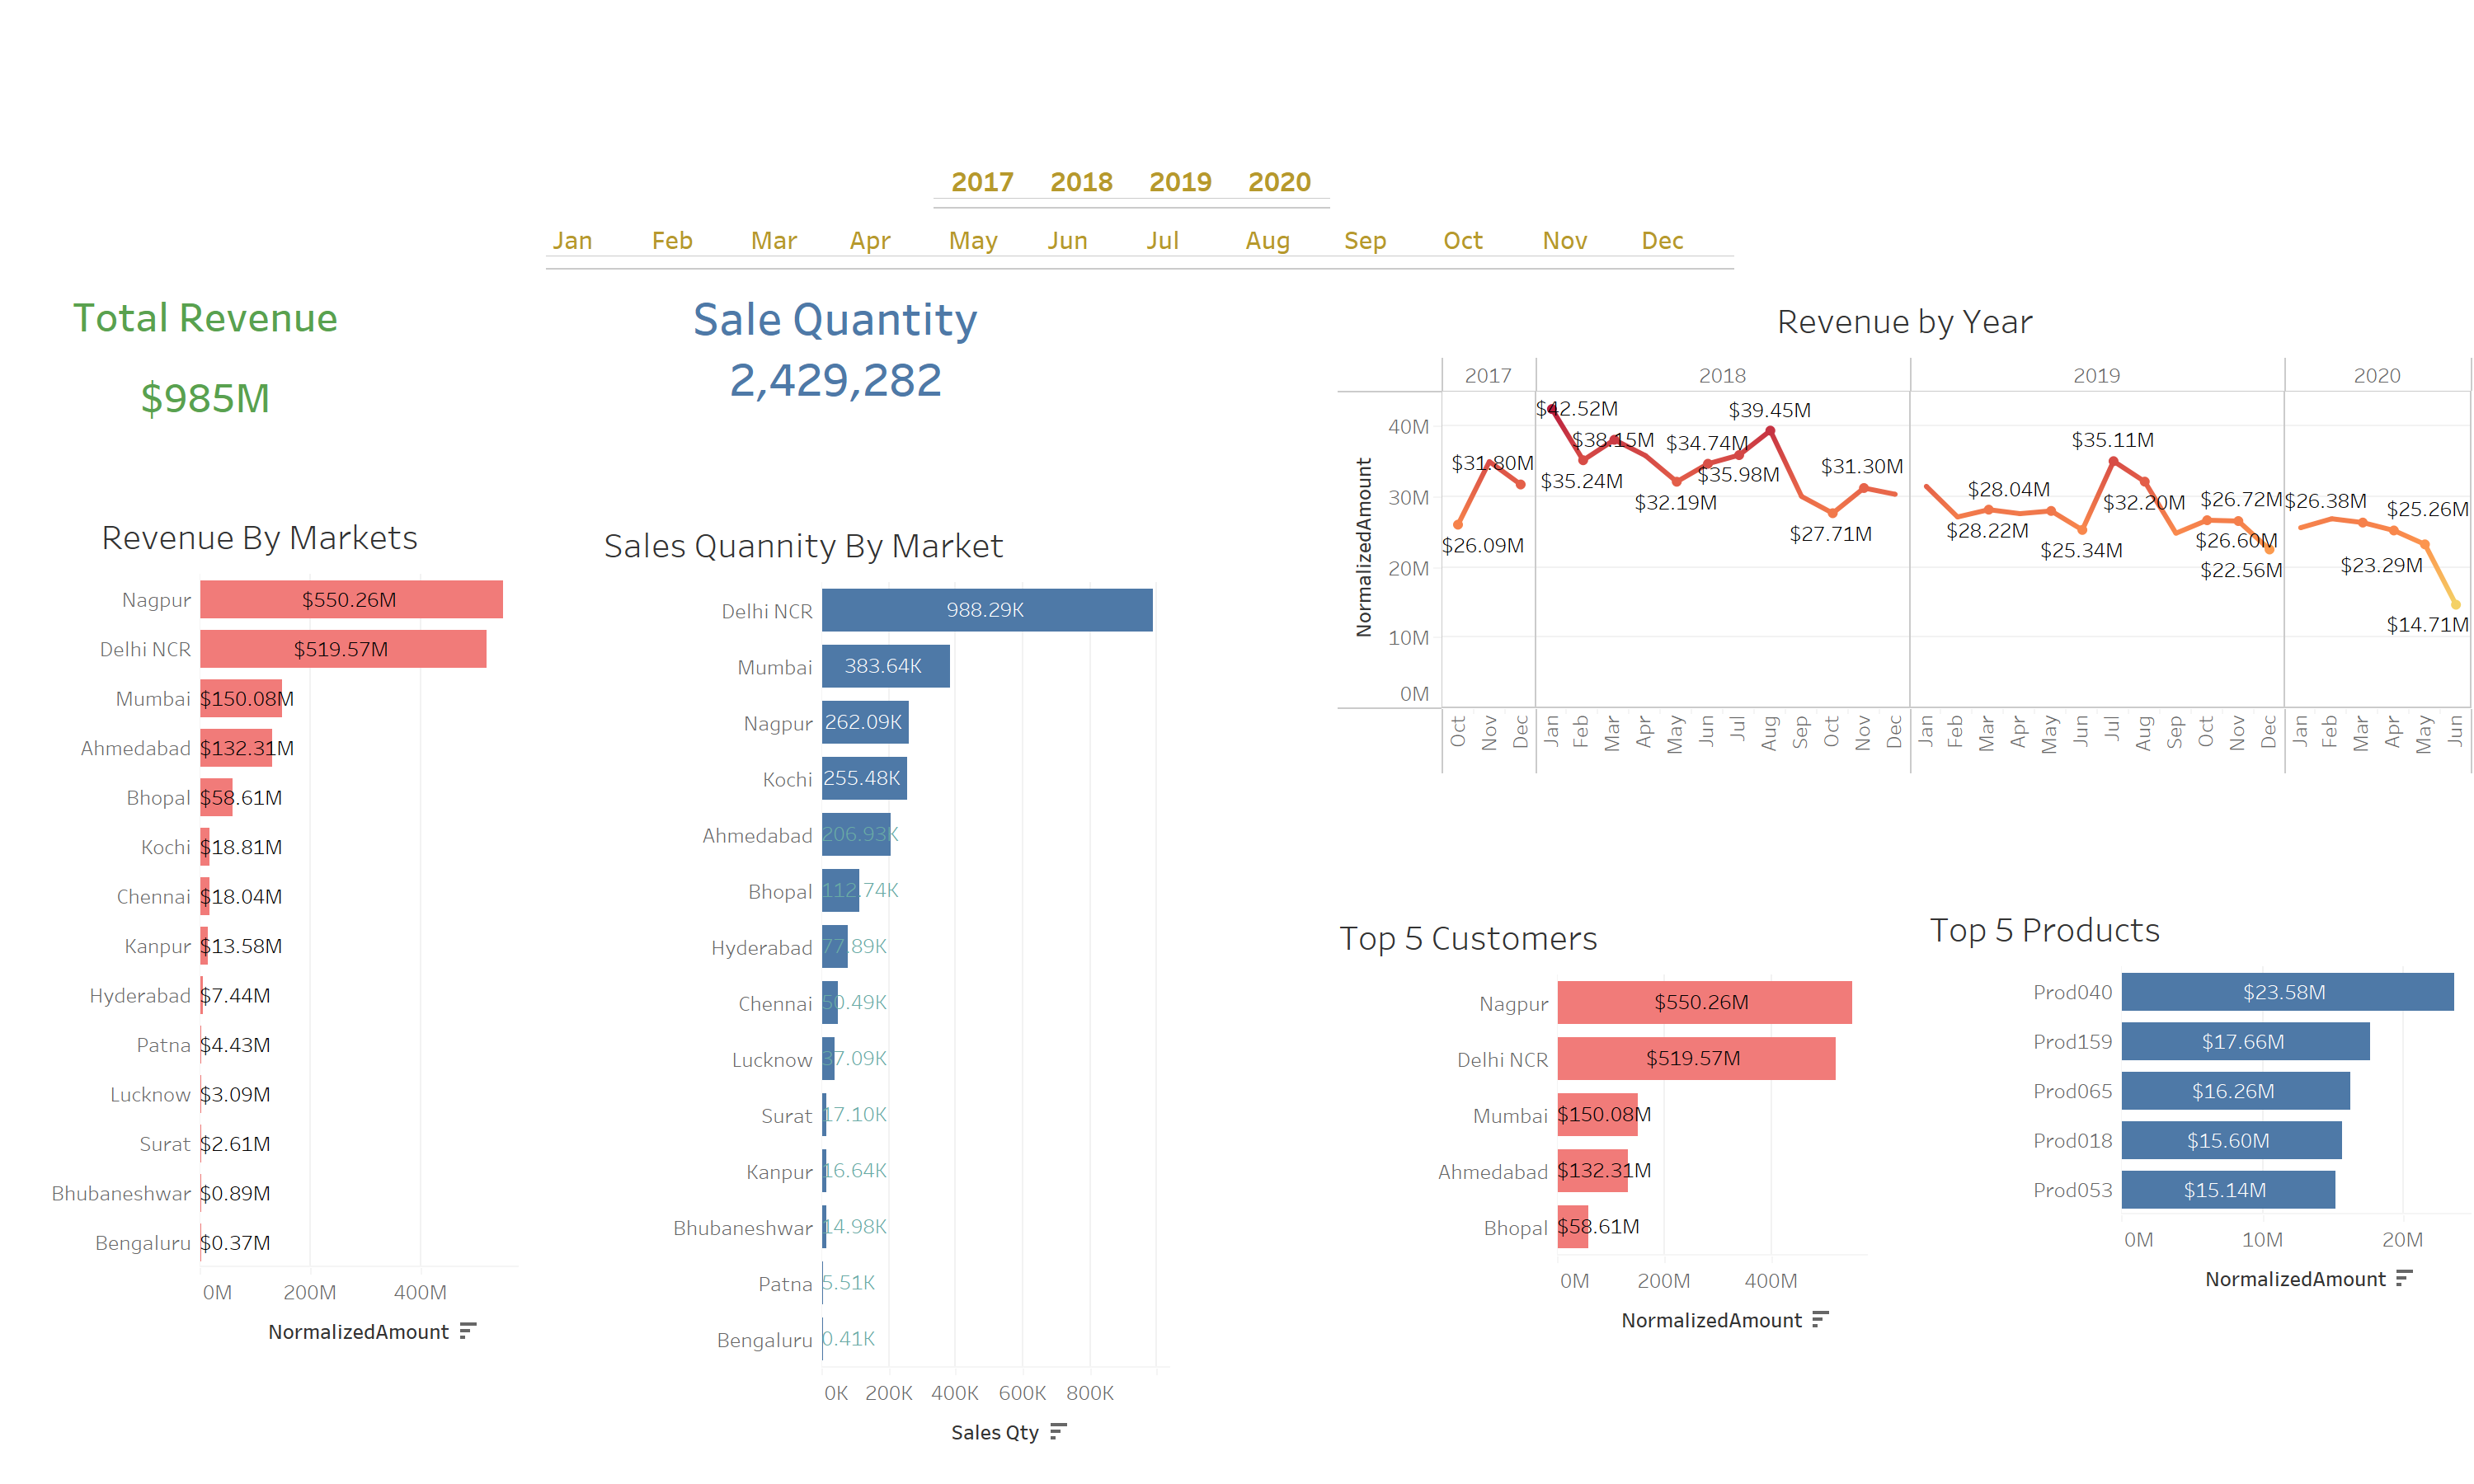 2017 2018 2019 2020
Jan Feb Mar Apr May Jun Jul Aug Sep Oct Nov Dec
Total Revenue
$985M
Sale Quantity
2,429,282
Revenue By Markets
Nagpur $550.26M
Delhi NCR $519.57M
Mumbai $150.08M
Ahmedabad $132.31M
Bhopal $58.61M
Kochi $18.81M
Chennai $18.04M
Kanpur $13.58M
Hyderabad $7.44M
Patna $4.43M
Lucknow $3.09M
Surat $2.61M
Bhubaneshwar $0.89M
Bengaluru $0.37M
0M 200M 400M
NormalizedAmount
Sales Quannity By Market
Delhi NCR 988.29K
Mumbai 383.64K
Nagpur 262.09K
Kochi 255.48K
Ahmedabad 206.93K
Bhopal 112.74K
Hyderabad 77.89K
Chennai 50.49K
Lucknow 37.09K
Surat 17.10K
Kanpur 16.64K
Bhubaneshwar 14.98K
Patna 5.51K
Bengaluru 0.41K
0K 200K 400K 600K 800K
Sales Qty
Revenue by Year
2017 2018 2019 2020
NormalizedAmount
40M
30M
20M
10M
0M
$26.09M
$31.80M
$42.52M
$35.24M
$38.15M
$32.19M
$34.74M
$35.98M
$39.45M
$27.71M
$31.30M
$28.22M
$28.04M
$25.34M
$35.11M
$32.20M
$26.72M
$26.60M
$22.56M
$26.38M
$25.26M
$23.29M
$14.71M
Oct Nov Dec Jan Feb Mar Apr May Jun Jul Aug Sep Oct Nov Dec Jan Feb Mar Apr May Jun Jul Aug Sep Oct Nov Dec Jan Feb Mar Apr May Jun
Top 5 Customers
Nagpur $550.26M
Delhi NCR $519.57M
Mumbai $150.08M
Ahmedabad $132.31M
Bhopal $58.61M
0M 200M 400M
NormalizedAmount
Top 5 Products
Prod040 $23.58M
Prod159 $17.66M
Prod065 $16.26M
Prod018 $15.60M
Prod053 $15.14M
0M 10M 20M
NormalizedAmount